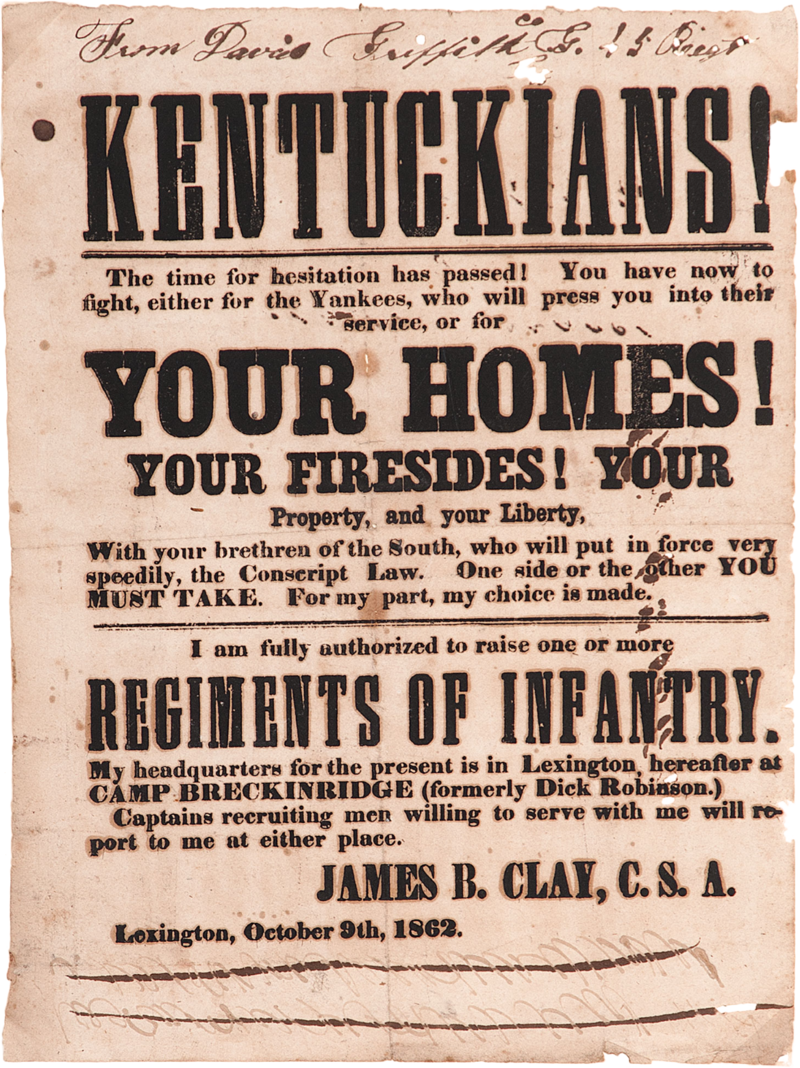 From Davis Griffith Co G. 15 Regt
KENTUCKIANS!
The time for hesitation has passed! You have now to
fight, either for the Yankees, who will press you into their
service, or for
YOUR HOMES!
YOUR FIRESIDES! YOUR
Property, and your Liberty,
With your brethren of the South, who will put in force very
speedily, the Conscript Law. One side or the other YOU
MUST TAKE. For my part, my choice is made.
I am fully authorized to raise one or more
REGIMENTS OF INFANTRY.
My headquarters for the present is in Lexington, hereafter at
CAMP BRECKINRIDGE (formerly Dick Robinson.)
Captains recruiting men willing to serve with me will re-
port to me at either place.
JAMES B. CLAY, C. S. A.
Lexington, October 9th, 1862.